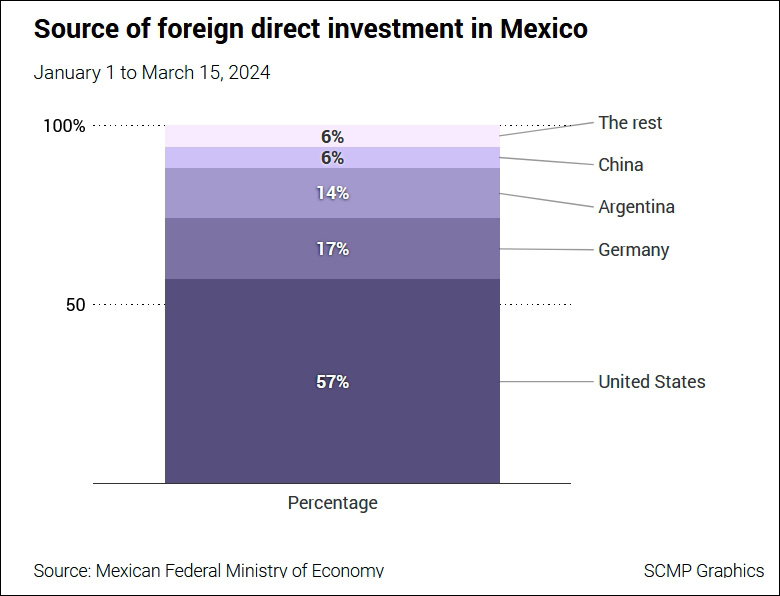 Source of foreign direct investment in Mexico
January 1 to March 15, 2024
100%
6%
The rest
6%
China
14%
Argentina
17%
Germany
50
57%
United States
Percentage
Source: Mexican Federal Ministry of Economy
SCMP Graphics